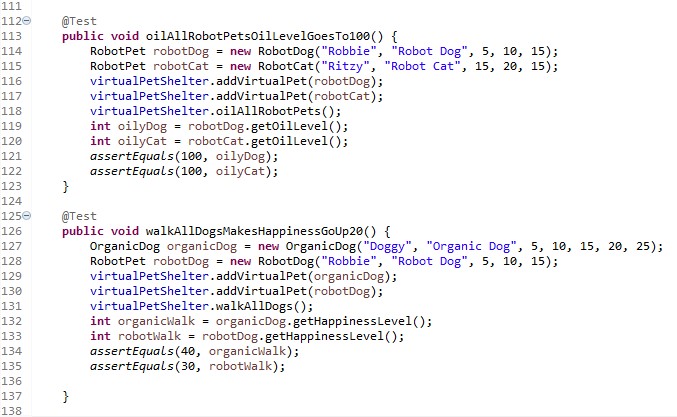 111
112 @Test
113 public void oilAllRobotPetsOilLevelGoesTo100() {
114 RobotPet robotDog = new RobotDog("Robbie", "Robot Dog", 5, 10, 15);
115 RobotPet robotCat = new RobotCat("Ritzy", "Robot Cat", 15, 20, 15);
116 virtualPetShelter.addVirtualPet(robotDog);
117 virtualPetShelter.addVirtualPet(robotCat);
118 virtualPetShelter.oilAllRobotPets();
119 int oilyDog = robotDog.getOilLevel();
120 int oilyCat = robotCat.getOilLevel();
121 assertEquals(100, oilyDog);
122 assertEquals(100, oilyCat);
123 }
124
125 @Test
126 public void walkAllDogsMakesHappinessGoUp20() {
127 OrganicDog organicDog = new OrganicDog("Doggy", "Organic Dog", 5, 10, 15, 20, 25);
128 RobotPet robotDog = new RobotDog("Robbie", "Robot Dog", 5, 10, 15);
129 virtualPetShelter.addVirtualPet(organicDog);
130 virtualPetShelter.addVirtualPet(robotDog);
131 virtualPetShelter.walkAllDogs();
132 int organicWalk = organicDog.getHappinessLevel();
133 int robotWalk = robotDog.getHappinessLevel();
134 assertEquals(40, organicWalk);
135 assertEquals(30, robotWalk);
136
137 }
138